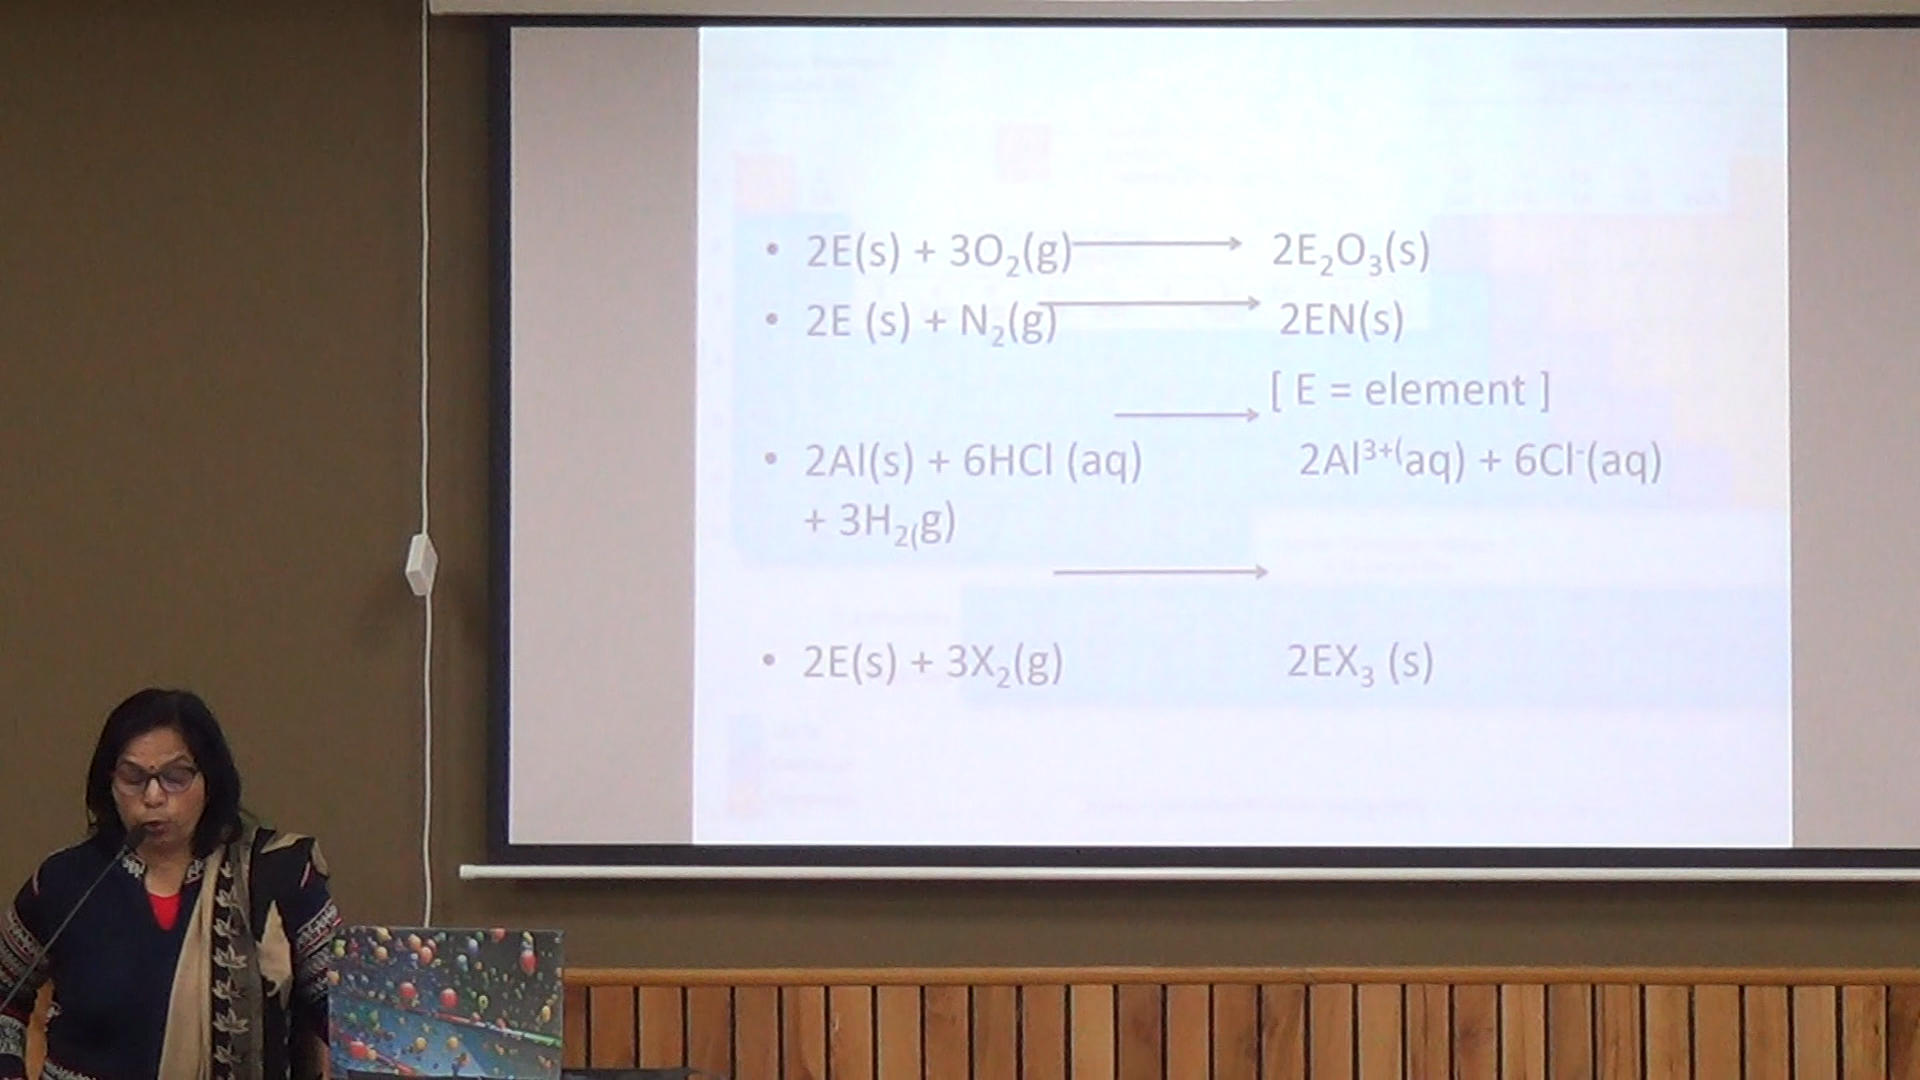 • 2E(s) + 3O₂(g) ⟶ 2E₂O₃(s)
• 2E (s) + N₂(g) ⟶ 2EN(s)
⟶ [ E = element ]
• 2Al(s) + 6HCl (aq) 2Al³⁺⁽aq) + 6Cl⁻(aq)
+ 3H₂₍g)
⟶
• 2E(s) + 3X₂(g) 2EX₃ (s)